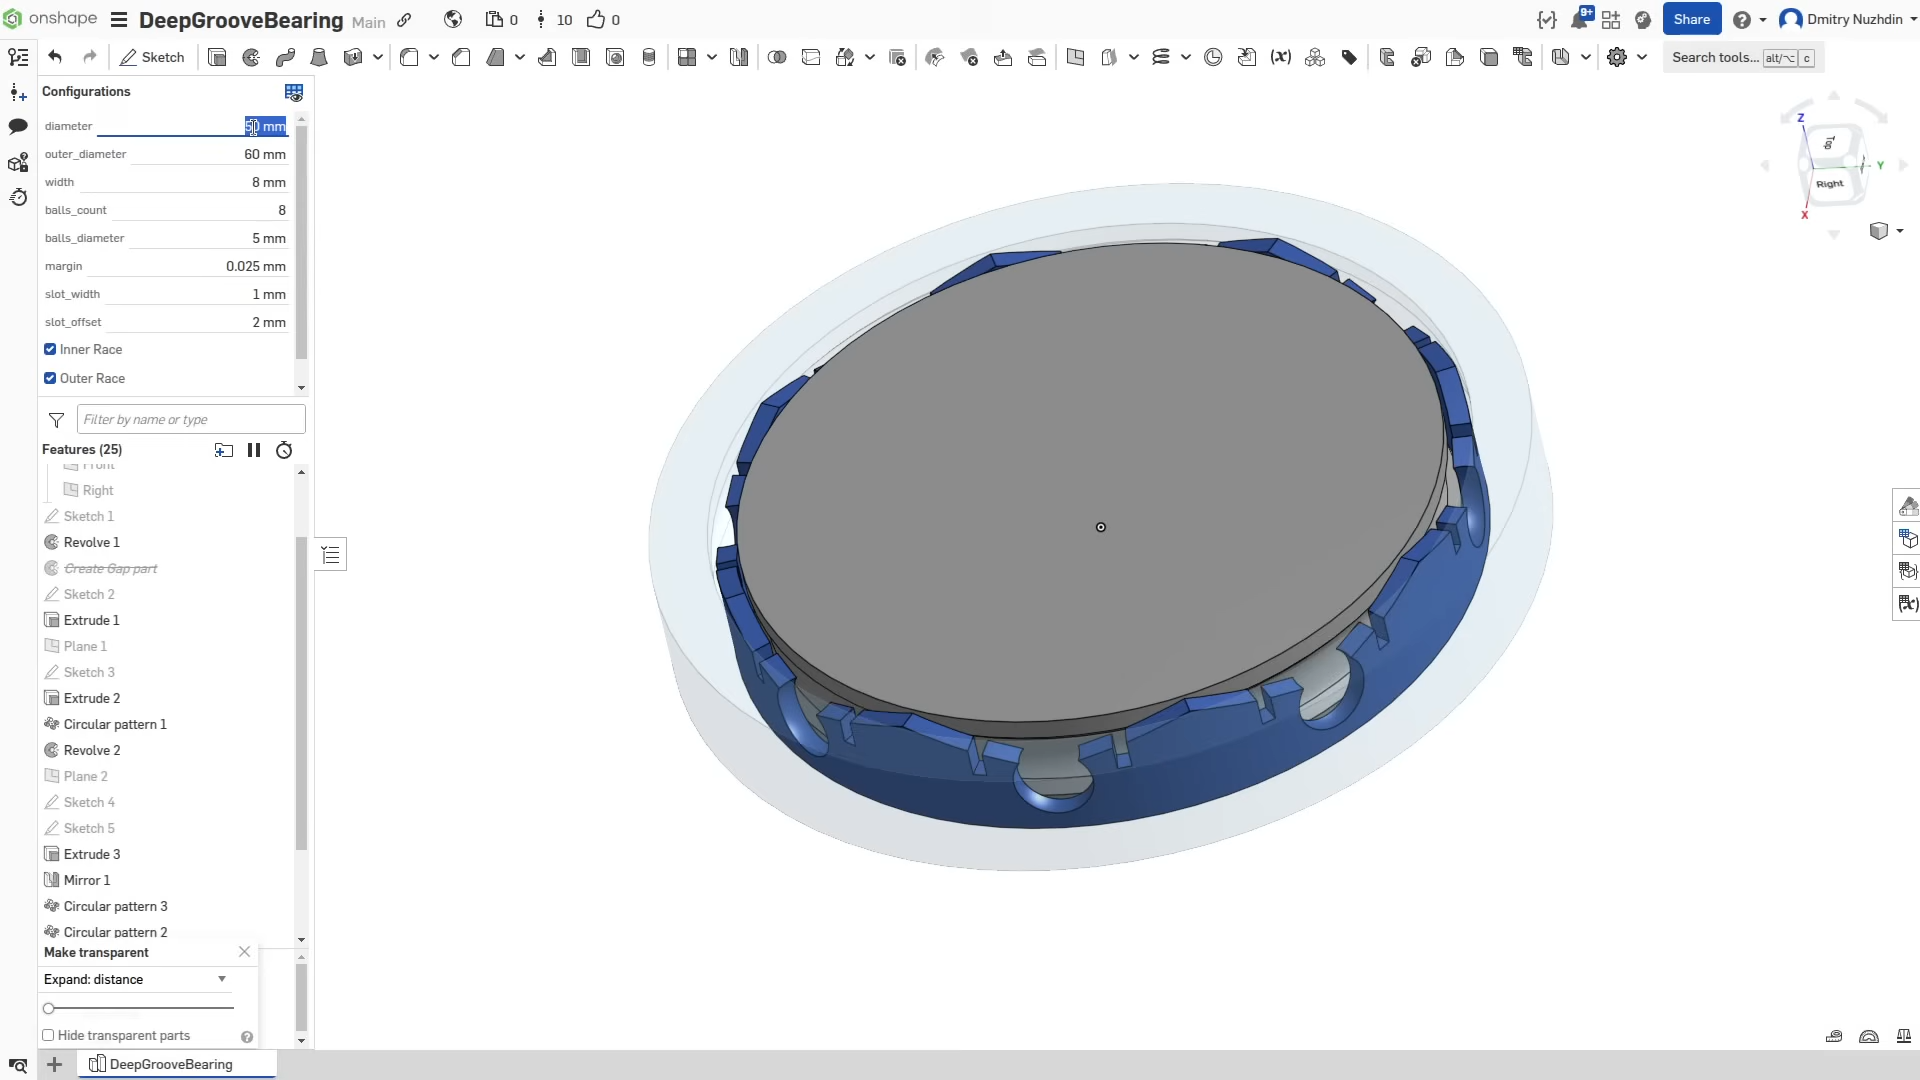 onshape DeepGrooveBearing Main 0 10 0 9+ Share Dmitry Nuzhdin
Sketch Search tools... alt/⌥ c
Configurations
diameter 50 mm
outer_diameter 60 mm
width 8 mm
balls_count 8
balls_diameter 5 mm
margin 0.025 mm
slot_width 1 mm
slot_offset 2 mm
Inner Race
Outer Race
Filter by name or type
Features (25)
Front
Right
Sketch 1
Revolve 1
Create Gap part
Sketch 2
Extrude 1
Plane 1
Sketch 3
Extrude 2
Circular pattern 1
Revolve 2
Plane 2
Sketch 4
Sketch 5
Extrude 3
Mirror 1
Circular pattern 3
Circular pattern 2
Make transparent
Expand: distance
Hide transparent parts
DeepGrooveBearing
Z
Top
Y
Right
X